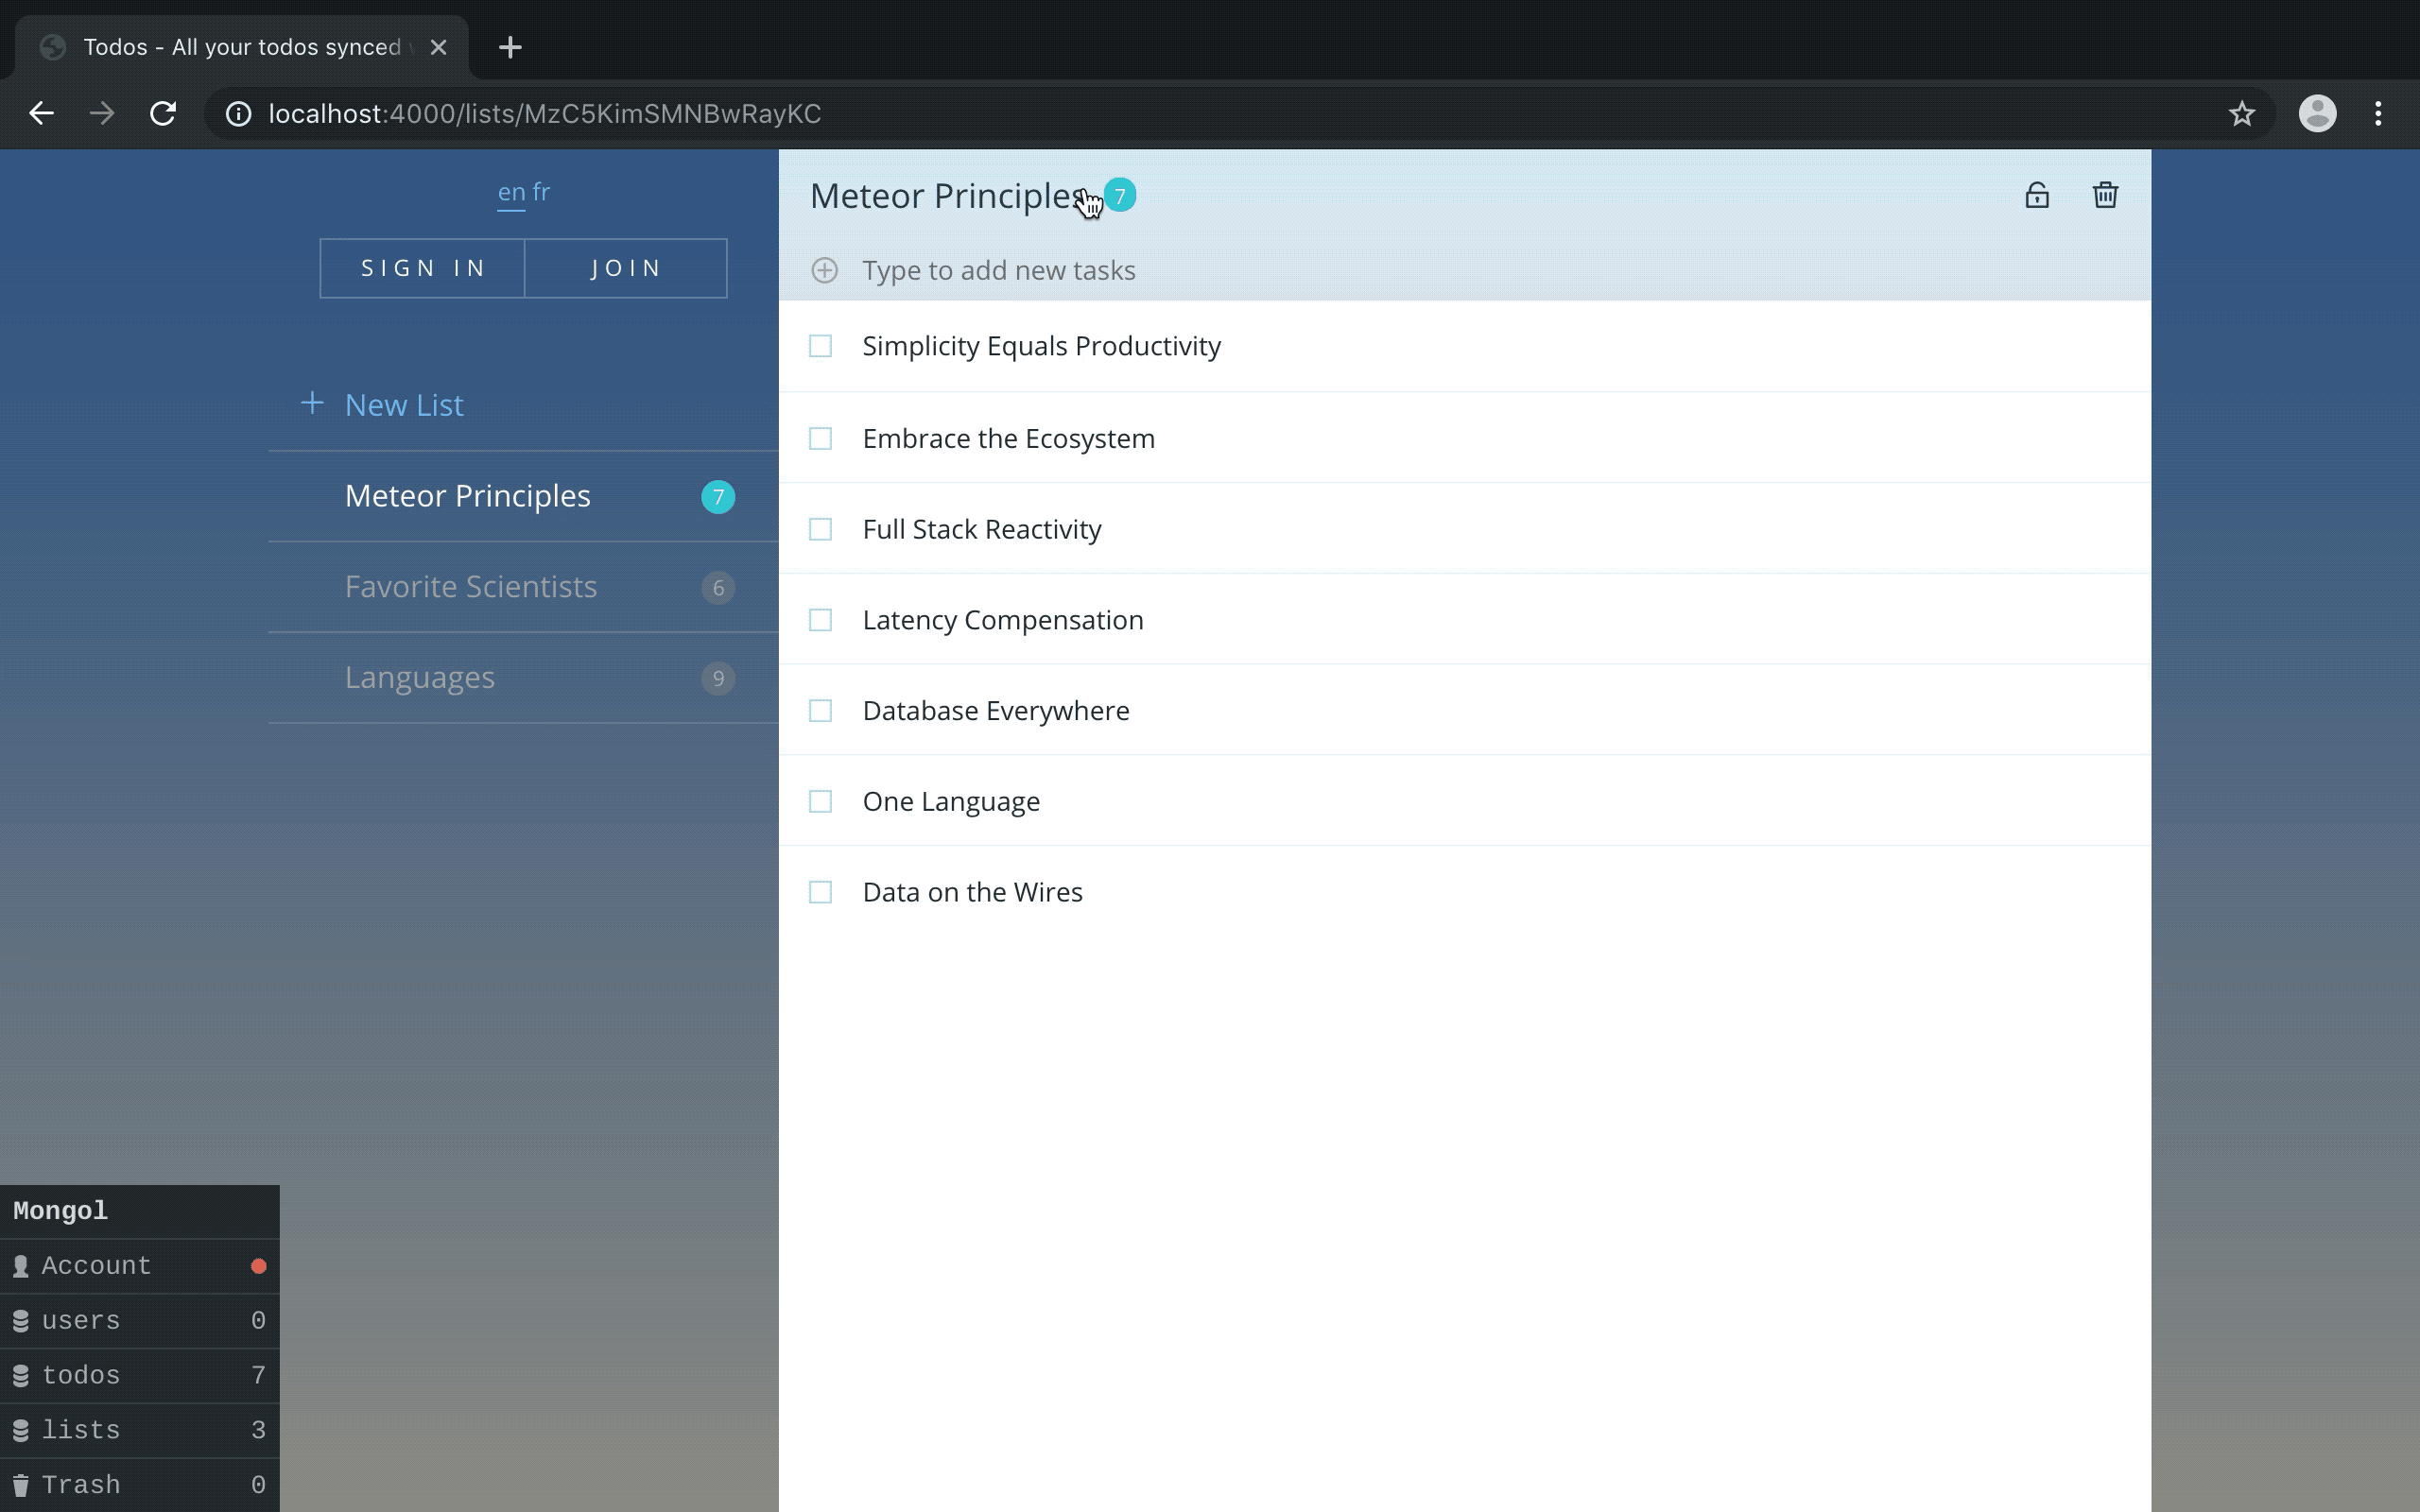 Todos - All your todos synced
localhost:4000/lists/MzC5KimSMNBwRayKC
en fr
SIGN IN JOIN
New List
Meteor Principles 7
Favorite Scientists 6
Languages 9
Meteor Principles 7
Type to add new tasks
Simplicity Equals Productivity
Embrace the Ecosystem
Full Stack Reactivity
Latency Compensation
Database Everywhere
One Language
Data on the Wires
Mongol
Account
users 0
todos 7
lists 3
Trash 0